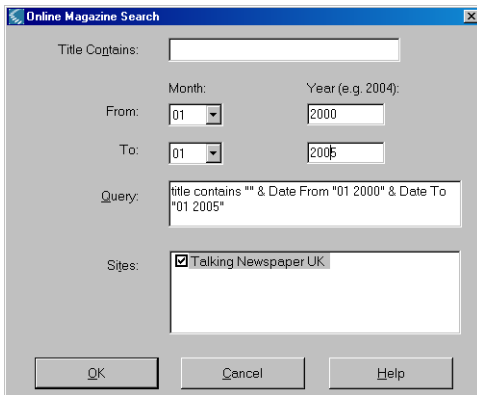 Online Magazine Search
Title Contains:
Month: Year (e.g. 2004):
From: 01 2000
To: 01 2005
Query: title contains "" & Date From "01 2000" & Date To
"01 2005"
Sites: Talking Newspaper UK
OK Cancel Help